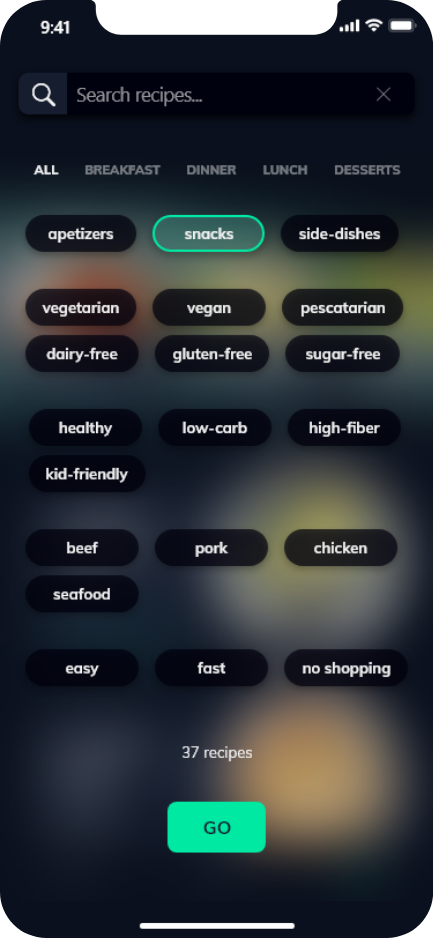 9:41
Search recipes...
ALL BREAKFAST DINNER LUNCH DESSERTS
apetizers snacks side-dishes
vegetarian vegan pescatarian
dairy-free gluten-free sugar-free
healthy low-carb high-fiber
kid-friendly
beef pork chicken
seafood
easy fast no shopping
37 recipes
GO